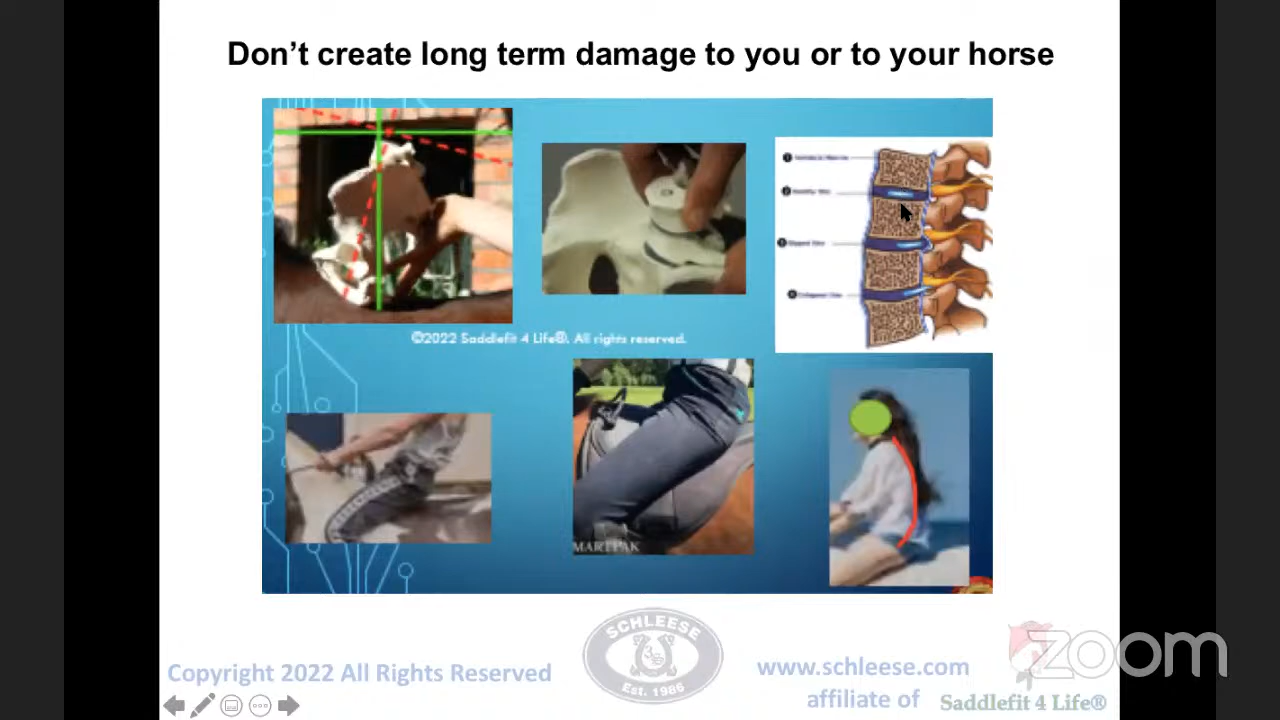 Don't create long term damage to you or to your horse
©2022 Saddlefit 4 Life®. All rights reserved.
MARTPAK
SCHLEESE
Est. 1986
Copyright 2022 All Rights Reserved
www.schleese.com
affiliate of
Saddlefit 4 Life®
zoom